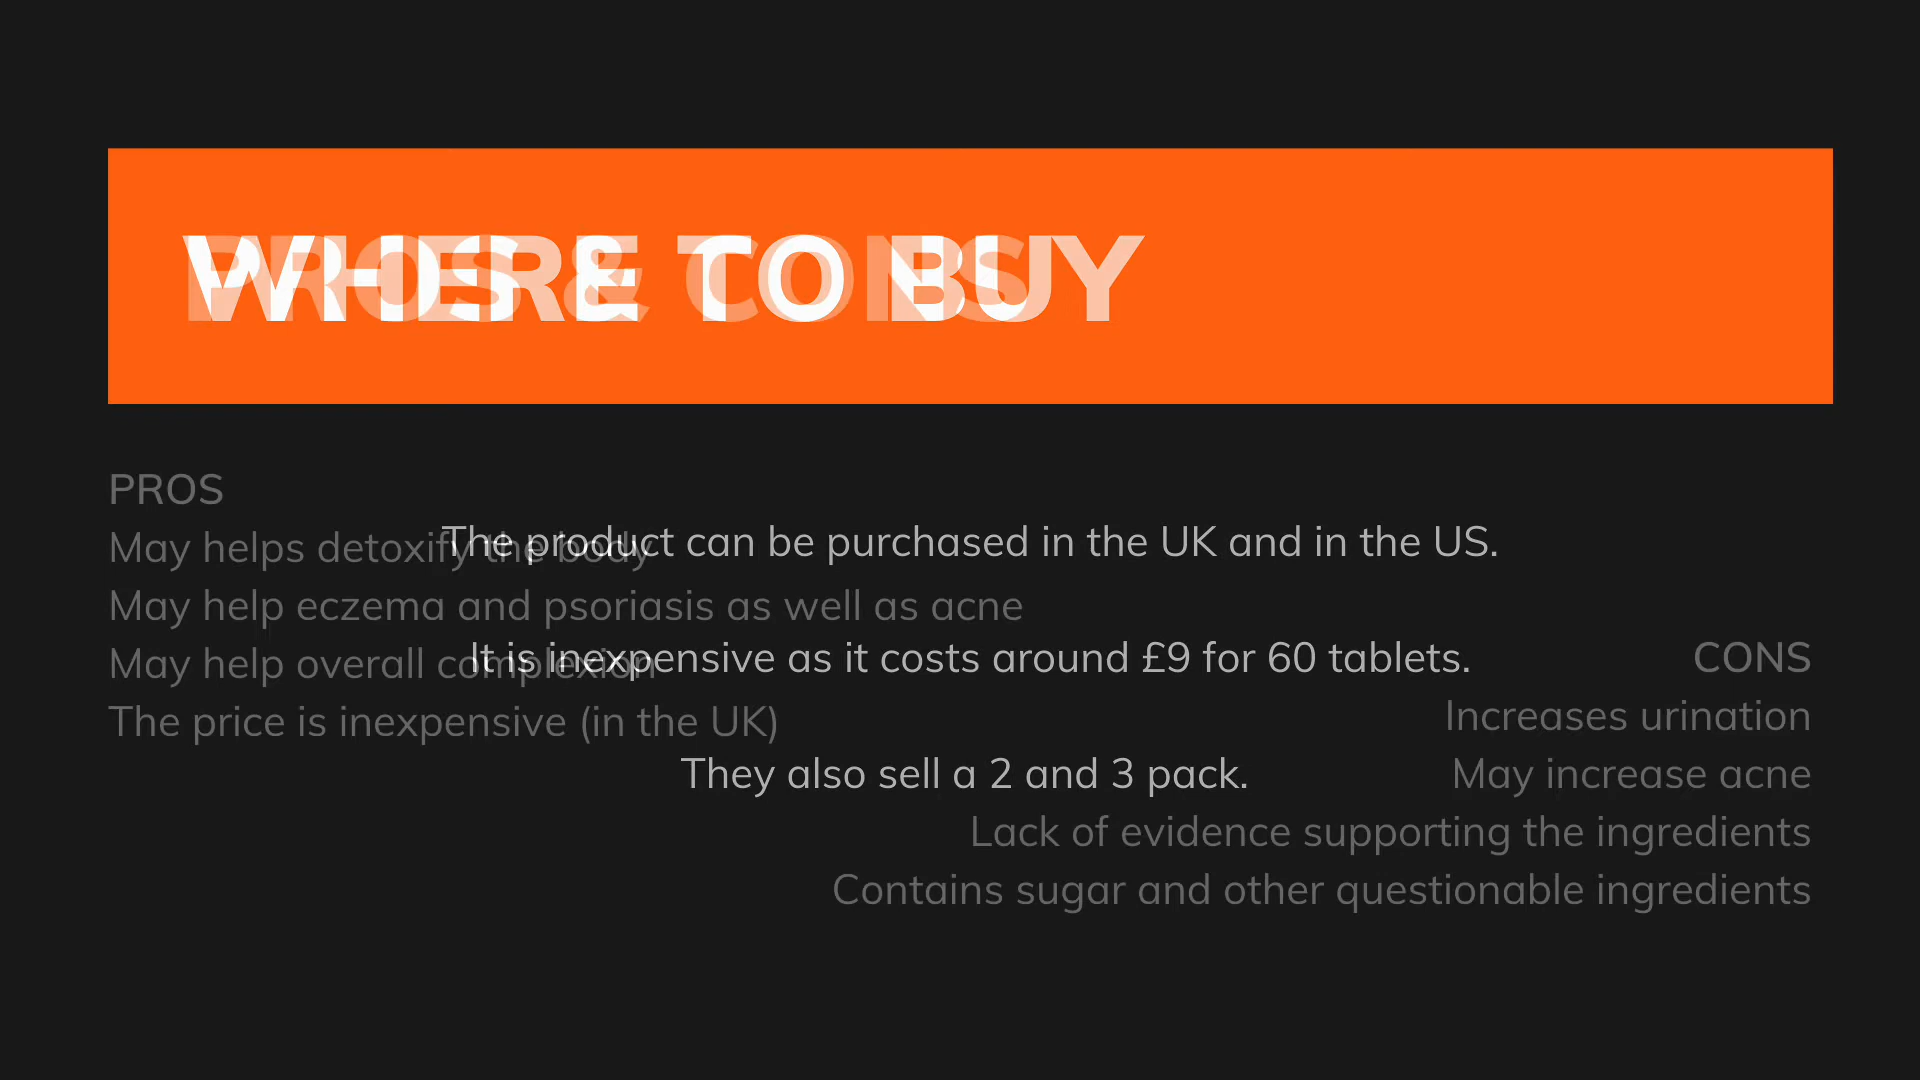 WHERE TO BUY
PROS & CONS
PROS
May helps detoxify the body
May help eczema and psoriasis as well as acne
May help overall complexion
The price is inexpensive (in the UK)
The product can be purchased in the UK and in the US.
It is inexpensive as it costs around £9 for 60 tablets.
They also sell a 2 and 3 pack.
CONS
Increases urination
May increase acne
Lack of evidence supporting the ingredients
Contains sugar and other questionable ingredients